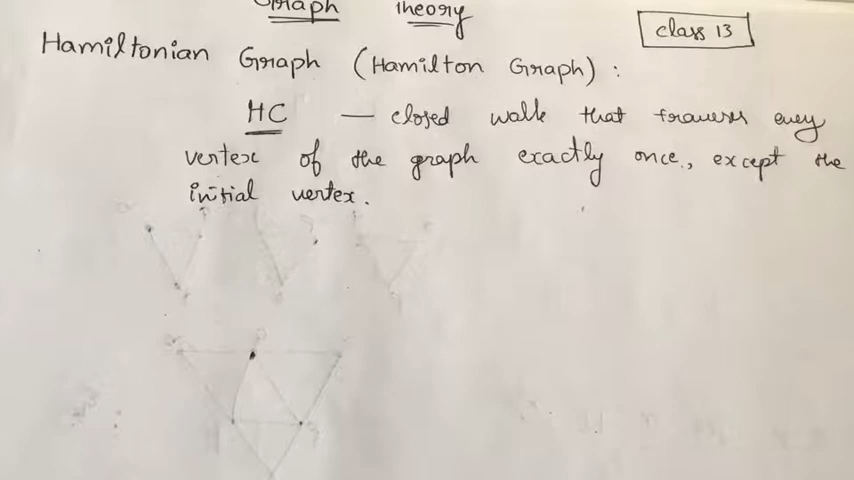 Graph Theory
class 13
Hamiltonian Graph (Hamilton Graph) :
HC — closed walk that traverses every
vertex of the graph exactly once, except the
initial vertex.